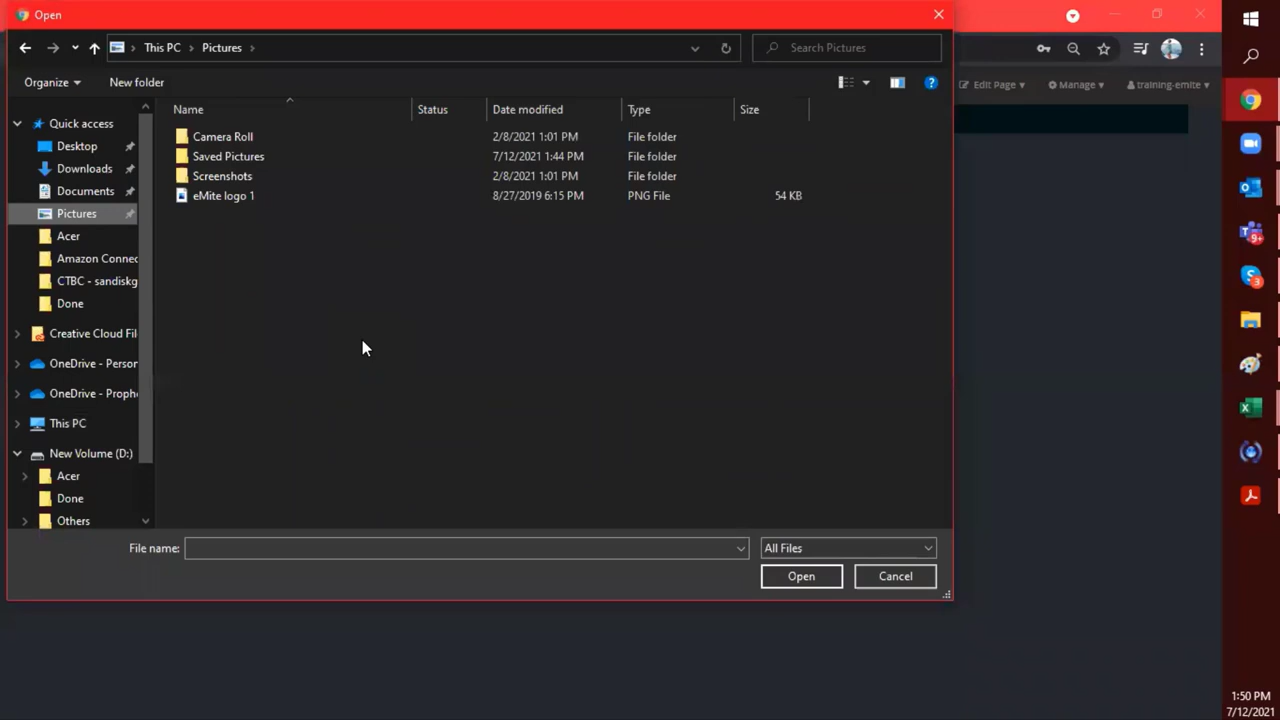 Open
This PC
Pictures
Search Pictures
Organize
New folder
Edit Page
Manage
training-emite
Name
Status
Date modified
Type
Size
Quick access
Desktop
Downloads
Documents
Pictures
Acer
Amazon Connec
CTBC - sandiskg
Done
Creative Cloud Fil
OneDrive - Person
OneDrive - Proph
This PC
New Volume (D:)
Acer
Done
Others
Camera Roll 2/8/2021 1:01 PM File folder
Saved Pictures 7/12/2021 1:44 PM File folder
Screenshots 2/8/2021 1:01 PM File folder
eMite logo 1 8/27/2019 6:15 PM PNG File 54 KB
File name:
All Files
Open
Cancel
9+
3
1:50 PM
7/12/2021